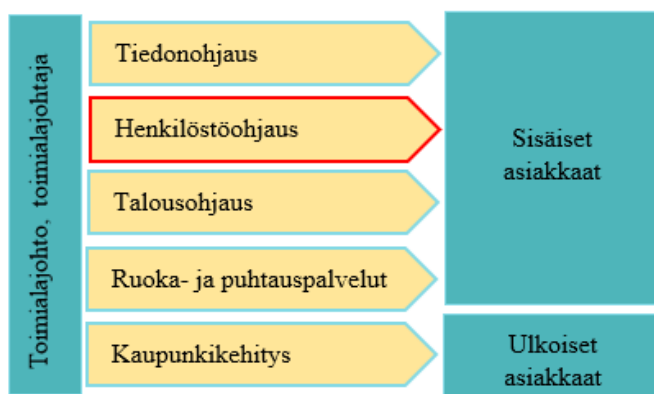 Toimialajohto, toimialajohtaja
Tiedonohjaus
Henkilöstöohjaus
Talousohjaus
Ruoka- ja puhtauspalvelut
Kaupunkikehitys
Sisäiset
asiakkaat
Ulkoiset
asiakkaat